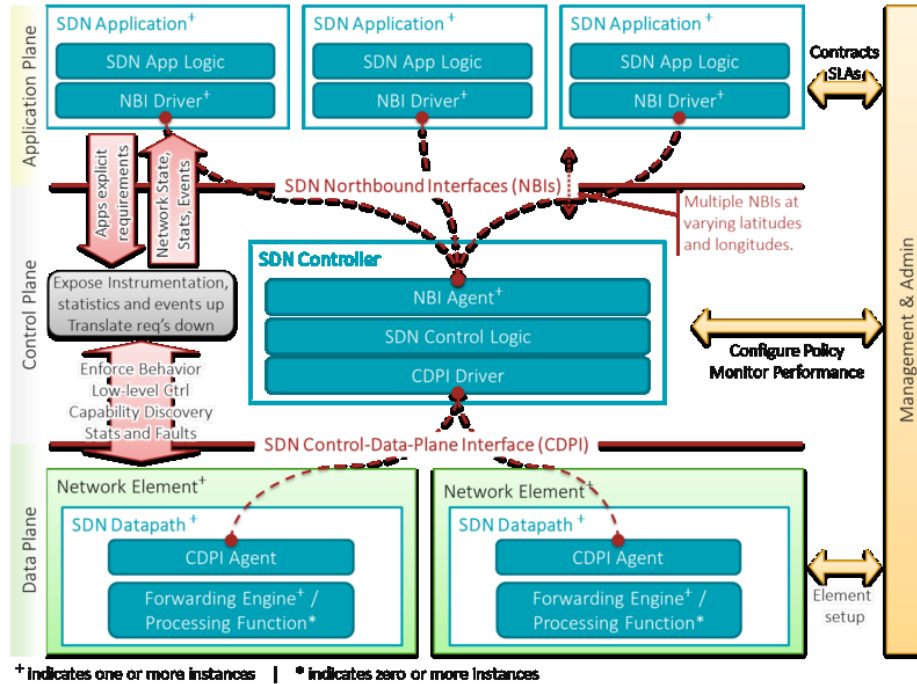 Application Plane
SDN Application+
SDN App Logic
NBI Driver+
SDN Application+
SDN App Logic
NBI Driver+
SDN Application+
SDN App Logic
NBI Driver+
Contracts
SLAs
Apps explicit
requirements
Network State,
Stats, Events
SDN Northbound Interfaces (NBIs)
Multiple NBIs at
varying latitudes
and longitudes.
Control Plane
Expose Instrumentation,
statistics and events up
Translate req's down
SDN Controller
NBI Agent+
SDN Control Logic
CDPI Driver
Configure Policy
Monitor Performance
Management & Admin
Enforce Behavior
Low-level Ctrl
Capability Discovery
Stats and Faults
SDN Control-Data-Plane Interface (CDPI)
Data Plane
Network Element+
SDN Datapath+
CDPI Agent
Forwarding Engine+ /
Processing Function*
Network Element+
SDN Datapath+
CDPI Agent
Forwarding Engine+ /
Processing Function*
Element
setup
+ indicates one or more instances | * indicates zero or more instances